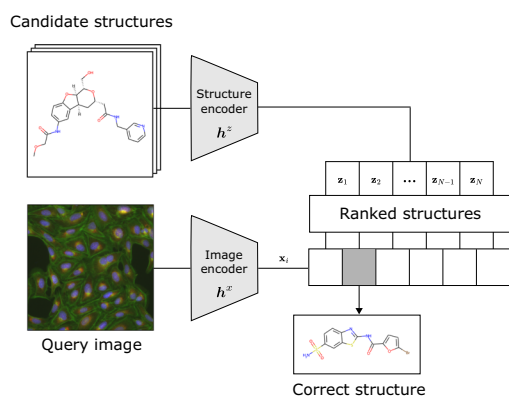 Candidate structures
Structure
encoder
h^z
z_1 z_2 ... z_{N−1} z_N
Ranked structures
Image
encoder
h^x
x_i
Query image
Correct structure